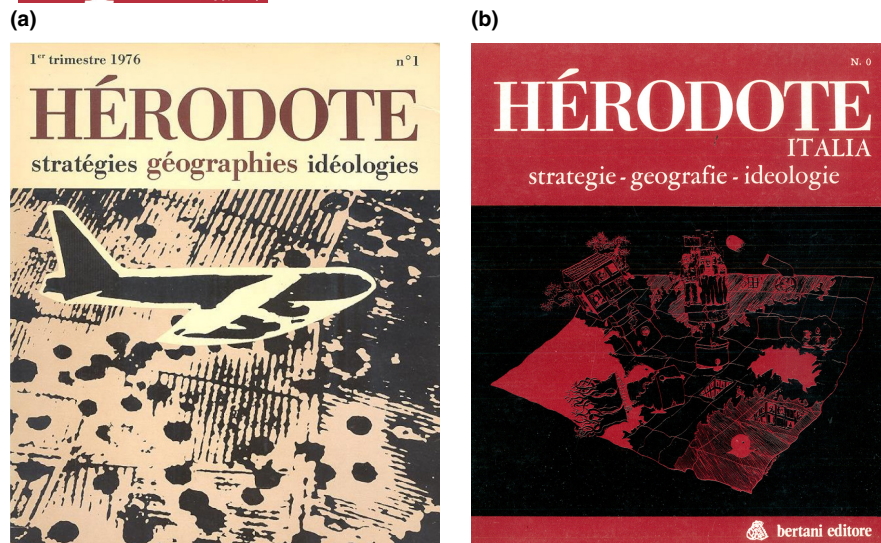 (a)
1er trimestre 1976
n°1
HÉRODOTE
stratégies géographies idéologies
(b)
N. 0
HÉRODOTE
ITALIA
strategie - geografie - ideologie
bertani editore